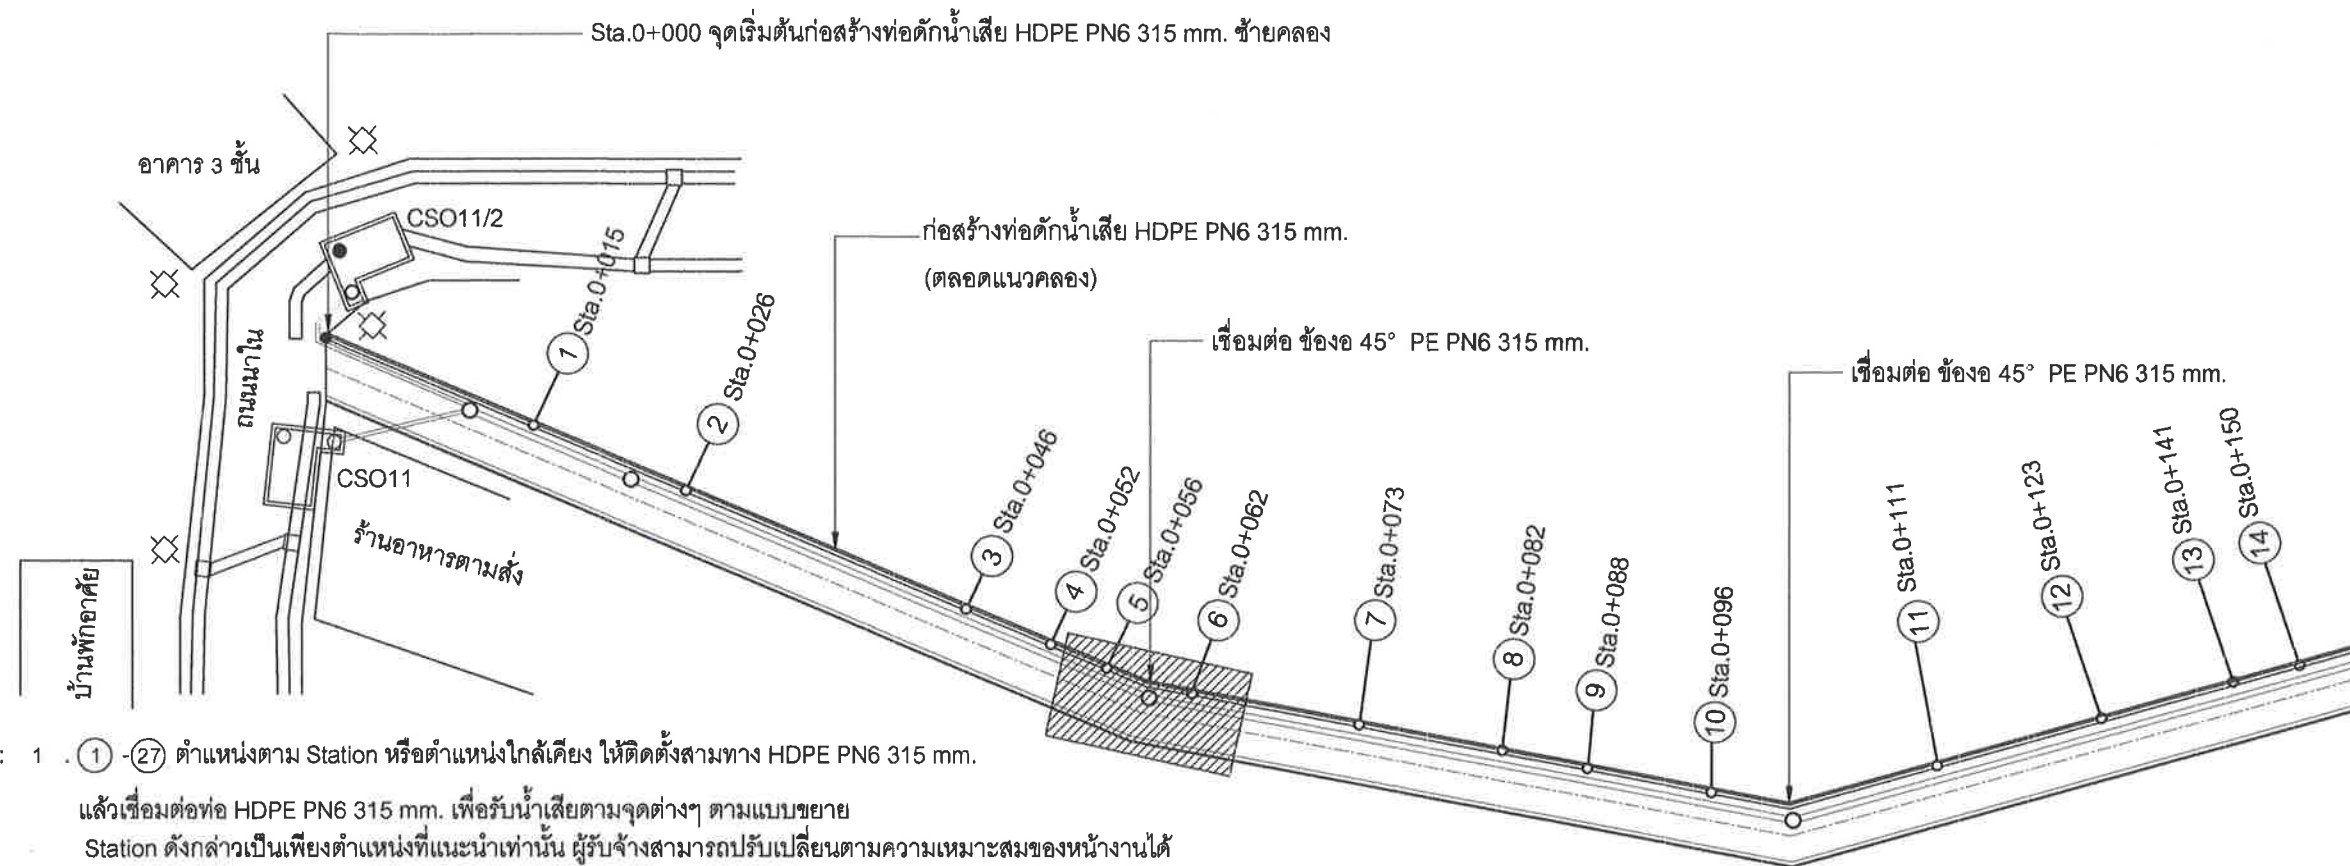 Sta.0+000 จุดเริ่มต้นก่อสร้างท่อดักน้ำเสีย HDPE PN6 315 mm. ซ้ายคลอง
อาคาร 3 ชั้น
CSO11/2
ก่อสร้างท่อดักน้ำเสีย HDPE PN6 315 mm.
(ตลอดแนวคลอง)
เชื่อมต่อ ข้องอ 45° PE PN6 315 mm.
เชื่อมต่อ ข้องอ 45° PE PN6 315 mm.
ถนนนาใน
CSO11
ร้านอาหารตามสั่ง
บ้านพักอาศัย
1 Sta.0+015
2 Sta.0+026
3 Sta.0+046
4 Sta.0+052
5 Sta.0+056
6 Sta.0+062
7 Sta.0+073
8 Sta.0+082
9 Sta.0+088
10 Sta.0+096
11 Sta.0+111
12 Sta.0+123
13 Sta.0+141
14 Sta.0+150
: 1 . 1 -27 ตำแหน่งตาม Station หรือตำแหน่งใกล้เคียง ให้ติดตั้งสามทาง HDPE PN6 315 mm.
แล้วเชื่อมต่อท่อ HDPE PN6 315 mm. เพื่อรับน้ำเสียตามจุดต่างๆ ตามแบบขยาย
Station ดังกล่าวเป็นเพียงตำแหน่งที่แนะนำเท่านั้น ผู้รับจ้างสามารถปรับเปลี่ยนตามความเหมาะสมของหน้างานได้